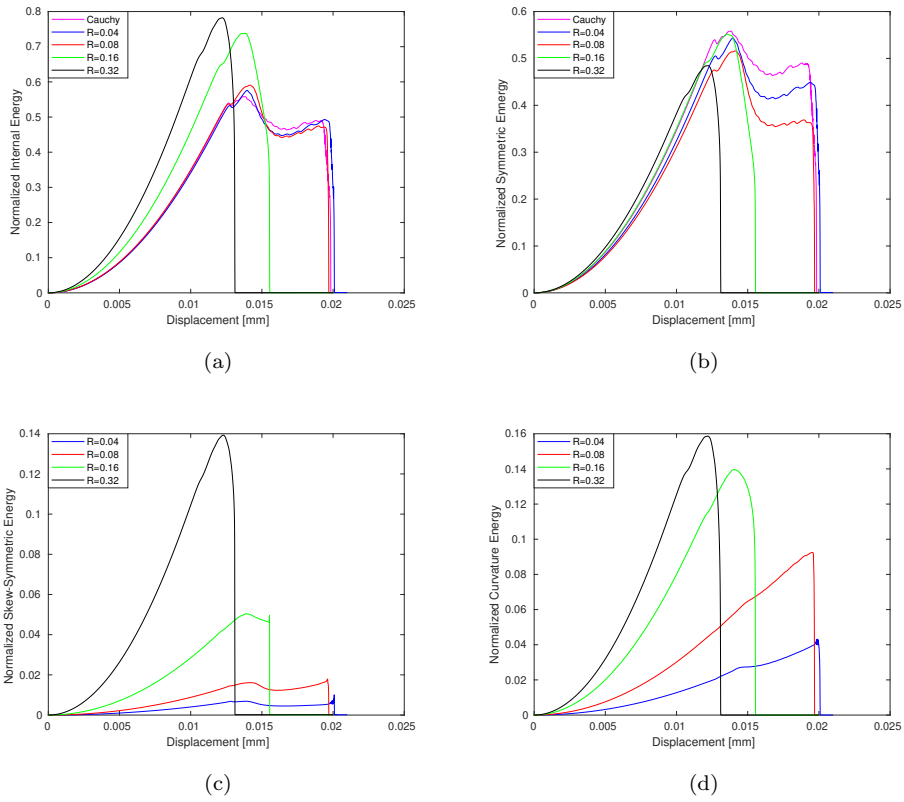 0.8
0.7
0.6
0.5
0.4
0.3
0.2
0.1
0
Normalized Internal Energy
Cauchy
R=0.04
R=0.08
R=0.16
R=0.32
0 0.005 0.01 0.015 0.02 0.025
Displacement [mm]
(a)
0.6
0.5
0.4
0.3
0.2
0.1
0
Normalized Symmetric Energy
Cauchy
R=0.04
R=0.08
R=0.16
R=0.32
0 0.005 0.01 0.015 0.02 0.025
Displacement [mm]
(b)
0.14
0.12
0.10
0.08
0.06
0.04
0.02
0
Normalized Skew-Symmetric Energy
R=0.04
R=0.08
R=0.16
R=0.32
0 0.005 0.01 0.015 0.02 0.025
Displacement [mm]
(c)
0.16
0.14
0.12
0.10
0.08
0.06
0.04
0.02
0
Normalized Curvature Energy
R=0.04
R=0.08
R=0.16
R=0.32
0 0.005 0.01 0.015 0.02 0.025
Displacement [mm]
(d)